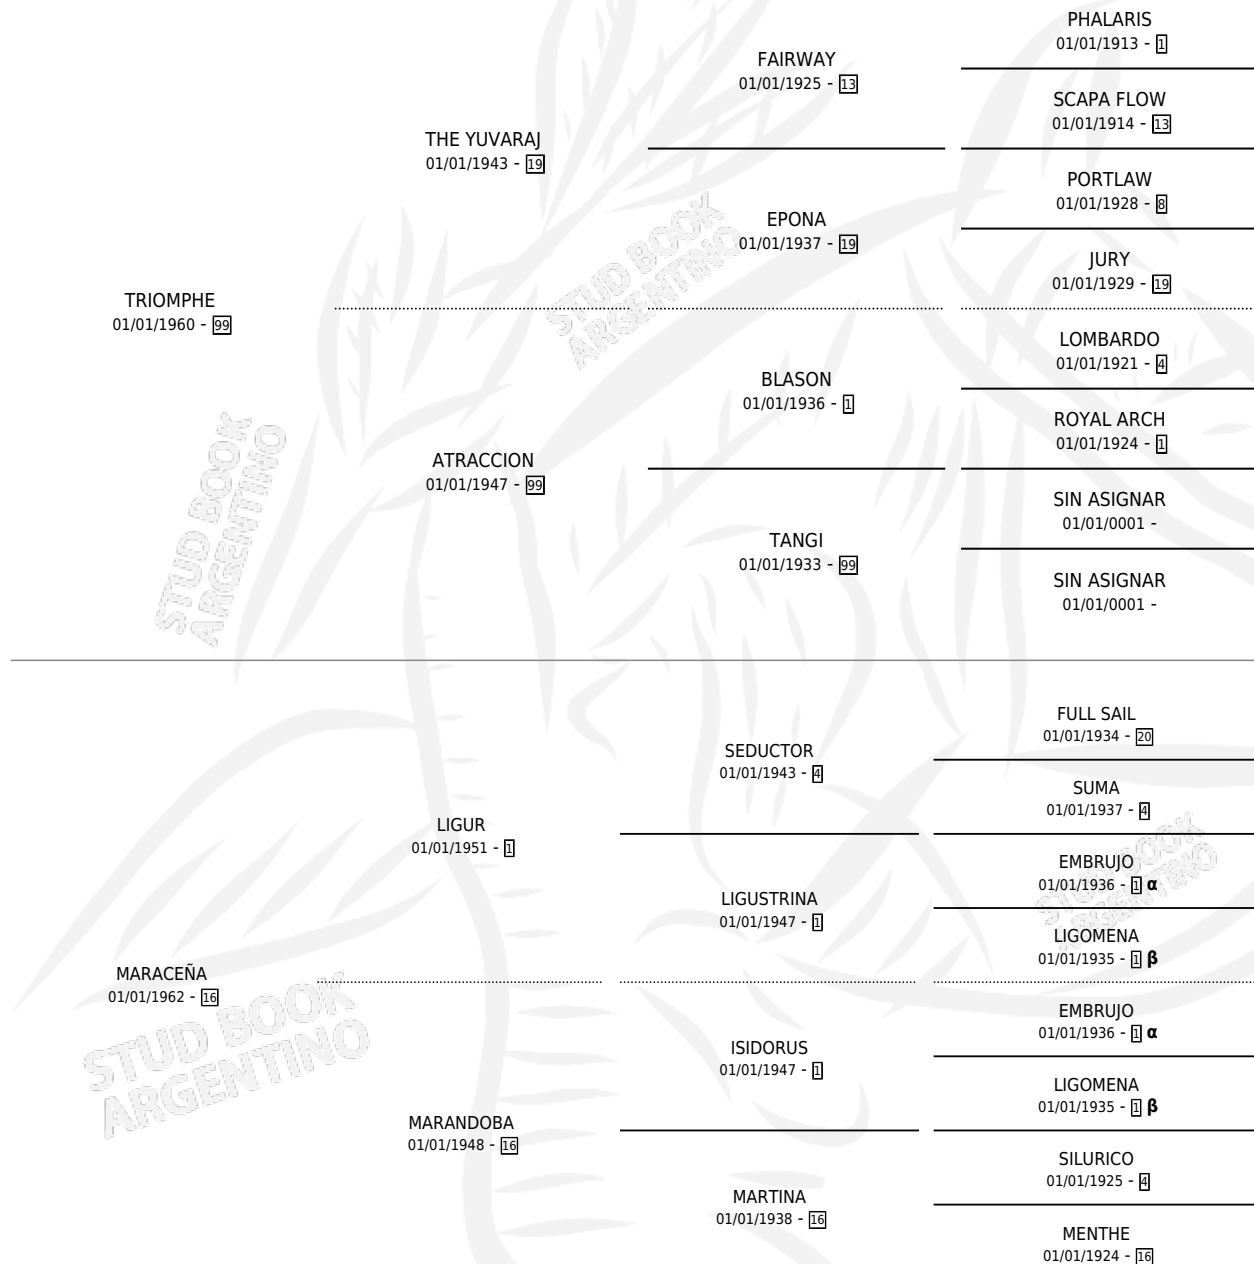 PHALARIS
01/01/1913 - 1
FAIRWAY
01/01/1925 - 13
SCAPA FLOW
01/01/1914 - 13
THE YUVARAJ
01/01/1943 - 19
PORTLAW
01/01/1928 - 8
EPONA
01/01/1937 - 19
JURY
01/01/1929 - 19
TRIOMPHE
01/01/1960 - 99
LOMBARDO
01/01/1921 - 4
BLASON
01/01/1936 - 1
ROYAL ARCH
01/01/1924 - 1
ATRACCION
01/01/1947 - 99
SIN ASIGNAR
01/01/0001 -
TANGI
01/01/1933 - 99
SIN ASIGNAR
01/01/0001 -
FULL SAIL
01/01/1934 - 20
SEDUCTOR
01/01/1943 - 4
SUMA
01/01/1937 - 4
LIGUR
01/01/1951 - 1
EMBRUJO
01/01/1936 - 1 α
LIGUSTRINA
01/01/1947 - 1
LIGOMENA
01/01/1935 - 1 β
MARACEÑA
01/01/1962 - 16
EMBRUJO
01/01/1936 - 1 α
ISIDORUS
01/01/1947 - 1
LIGOMENA
01/01/1935 - 1 β
MARANDOBA
01/01/1948 - 16
SILURICO
01/01/1925 - 4
MARTINA
01/01/1938 - 16
MENTHE
01/01/1924 - 16
STUD BOOK
ARGENTINO
STUD BOOK
ARGENTINO
STUD BOOK
ARGENTINO
STUD BOOK
ARGENTINO